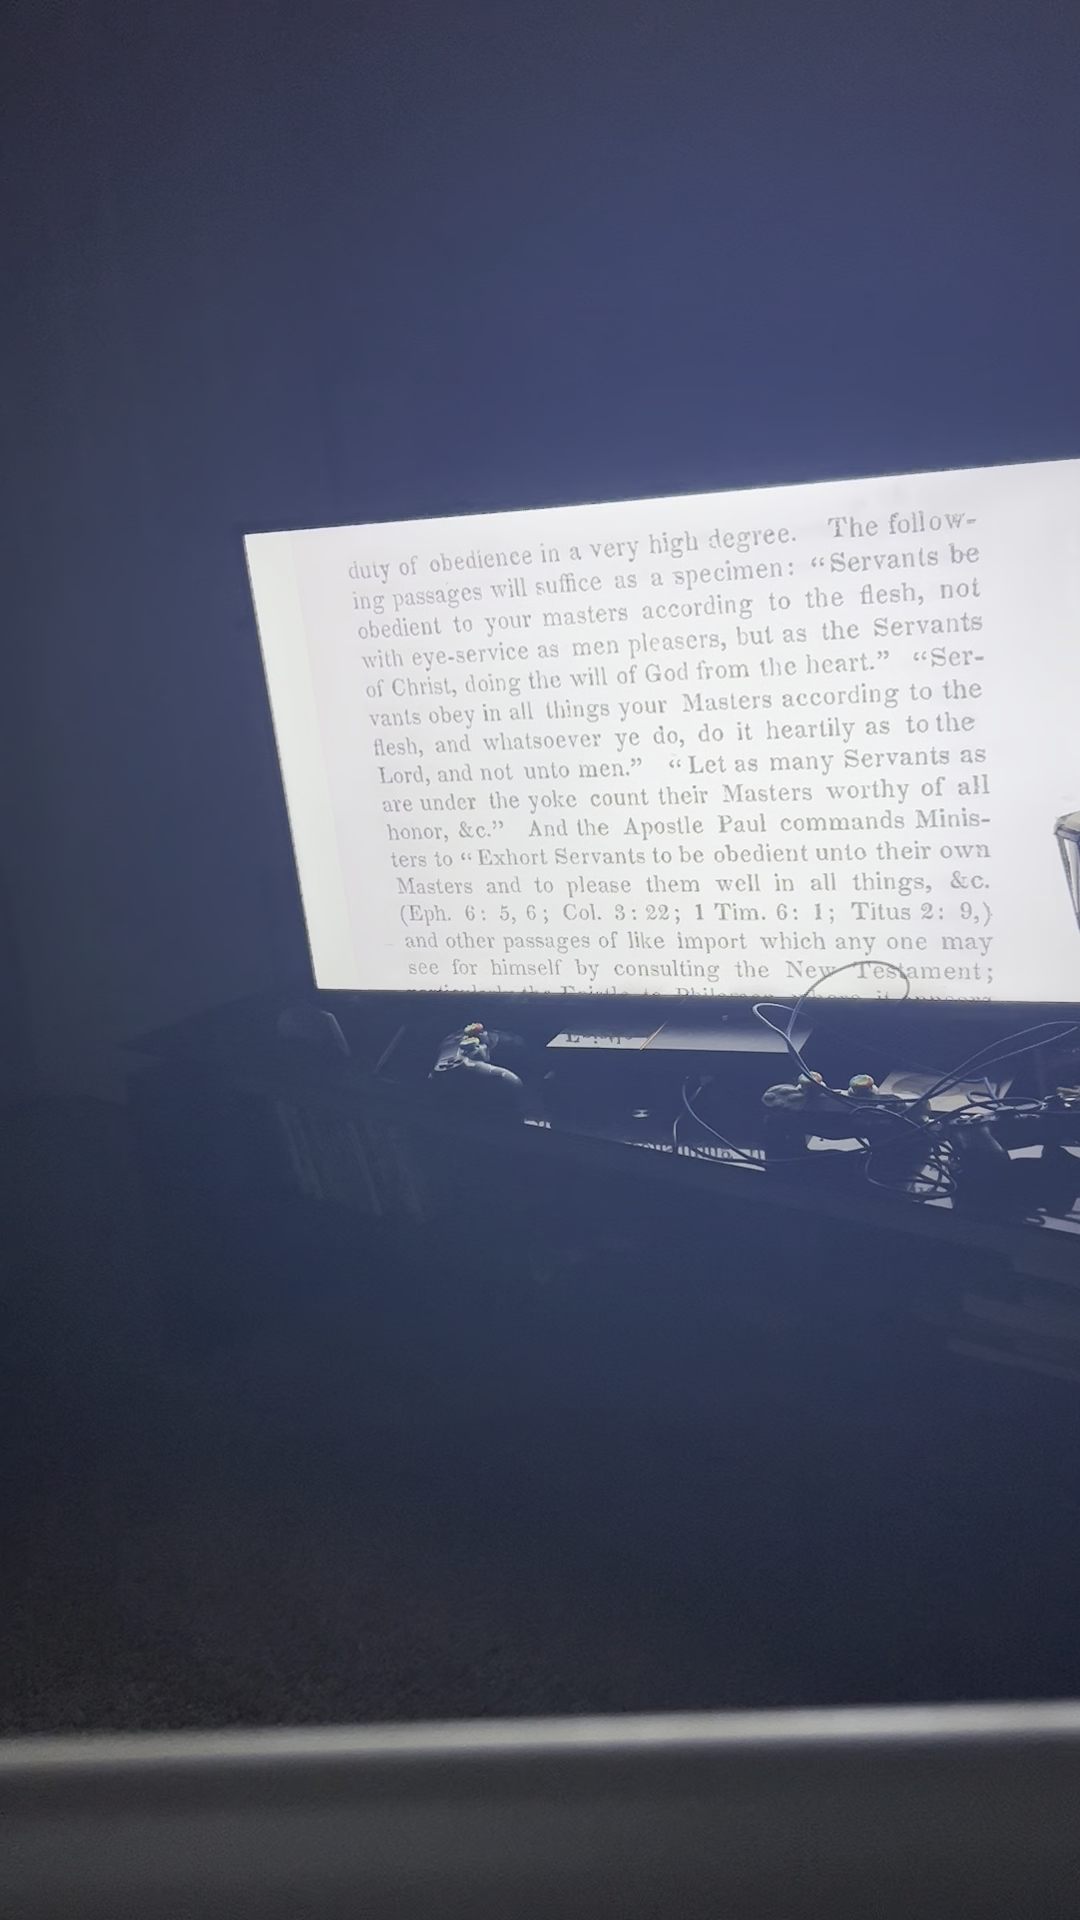 duty of obedience in a very high degree. The follow-
ing passages will suffice as a specimen: “Servants be
obedient to your masters according to the flesh, not
with eye-service as men pleasers, but as the Servants
of Christ, doing the will of God from the heart.” “Ser-
vants obey in all things your Masters according to the
flesh, and whatsoever ye do, do it heartily as to the
Lord, and not unto men.” “Let as many Servants as
are under the yoke count their Masters worthy of all
honor, &c.” And the Apostle Paul commands Minis-
ters to “Exhort Servants to be obedient unto their own
Masters and to please them well in all things, &c.
(Eph. 6: 5, 6; Col. 3: 22; 1 Tim. 6: 1; Titus 2: 9,)
and other passages of like import which any one may
see for himself by consulting the New Testament;